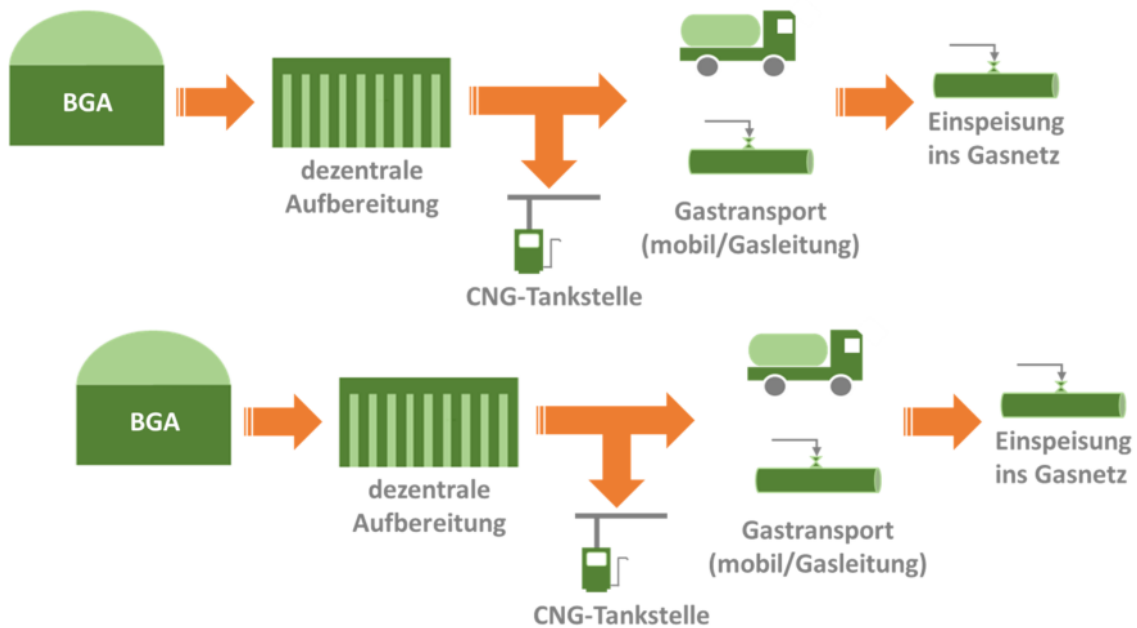 BGA
dezentrale
Aufbereitung
CNG-Tankstelle
Gastransport
(mobil/Gasleitung)
Einspeisung
ins Gasnetz
BGA
dezentrale
Aufbereitung
CNG-Tankstelle
Gastransport
(mobil/Gasleitung)
Einspeisung
ins Gasnetz